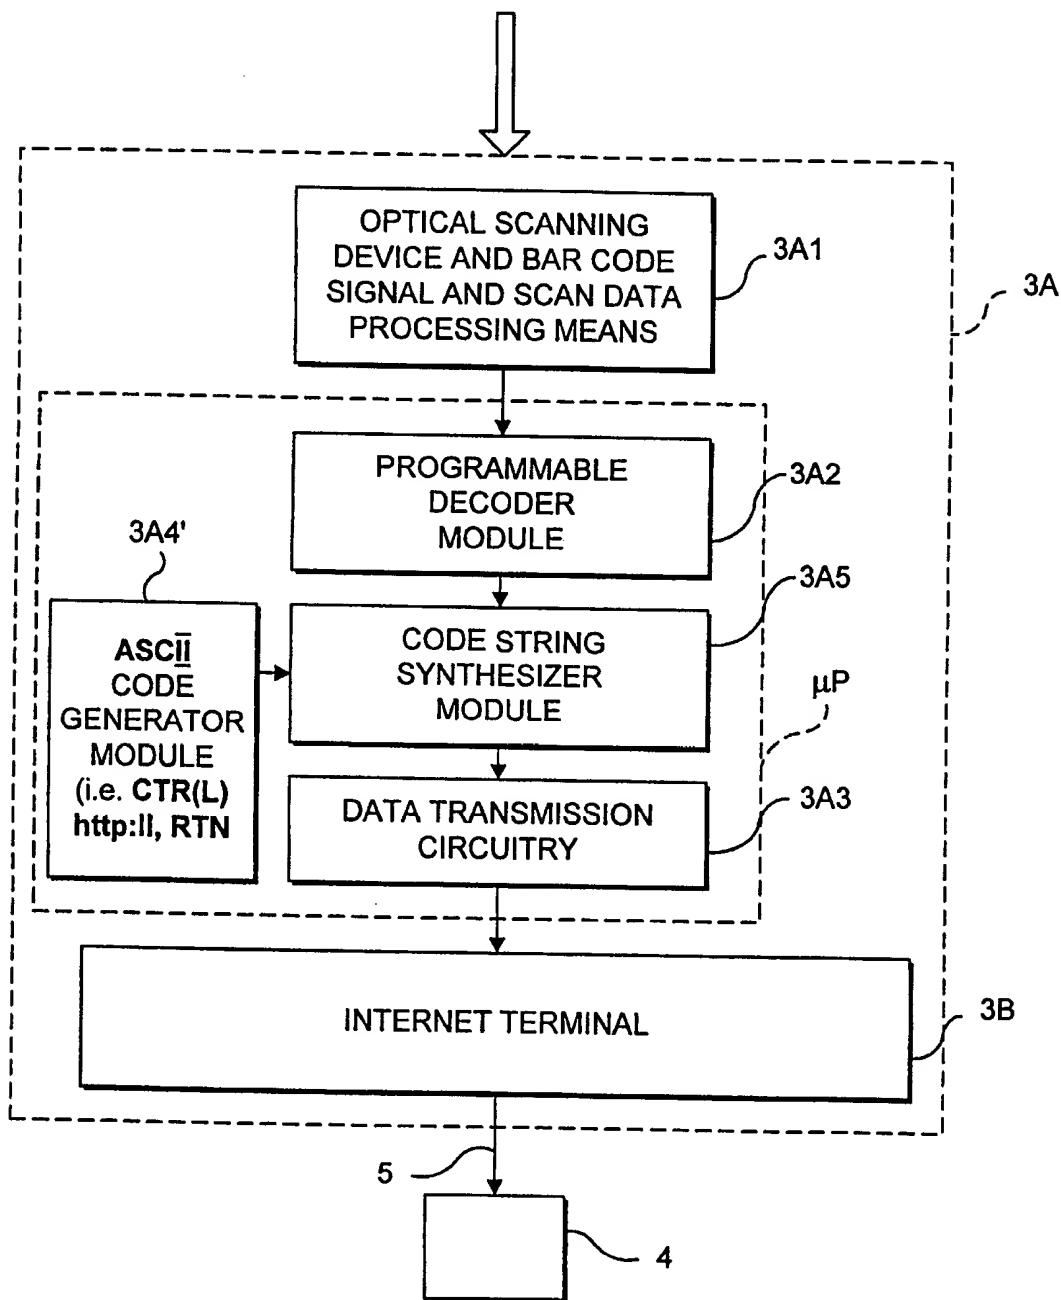 OPTICAL SCANNING
DEVICE AND BAR CODE
SIGNAL AND SCAN DATA
PROCESSING MEANS
3A1
3A
PROGRAMMABLE
DECODER
MODULE
3A2
3A4'
ASCII
CODE
GENERATOR
MODULE
(i.e. CTR(L)
http:II, RTN
CODE STRING
SYNTHESIZER
MODULE
3A5
μP
DATA TRANSMISSION
CIRCUITRY
3A3
INTERNET TERMINAL
3B
5
4